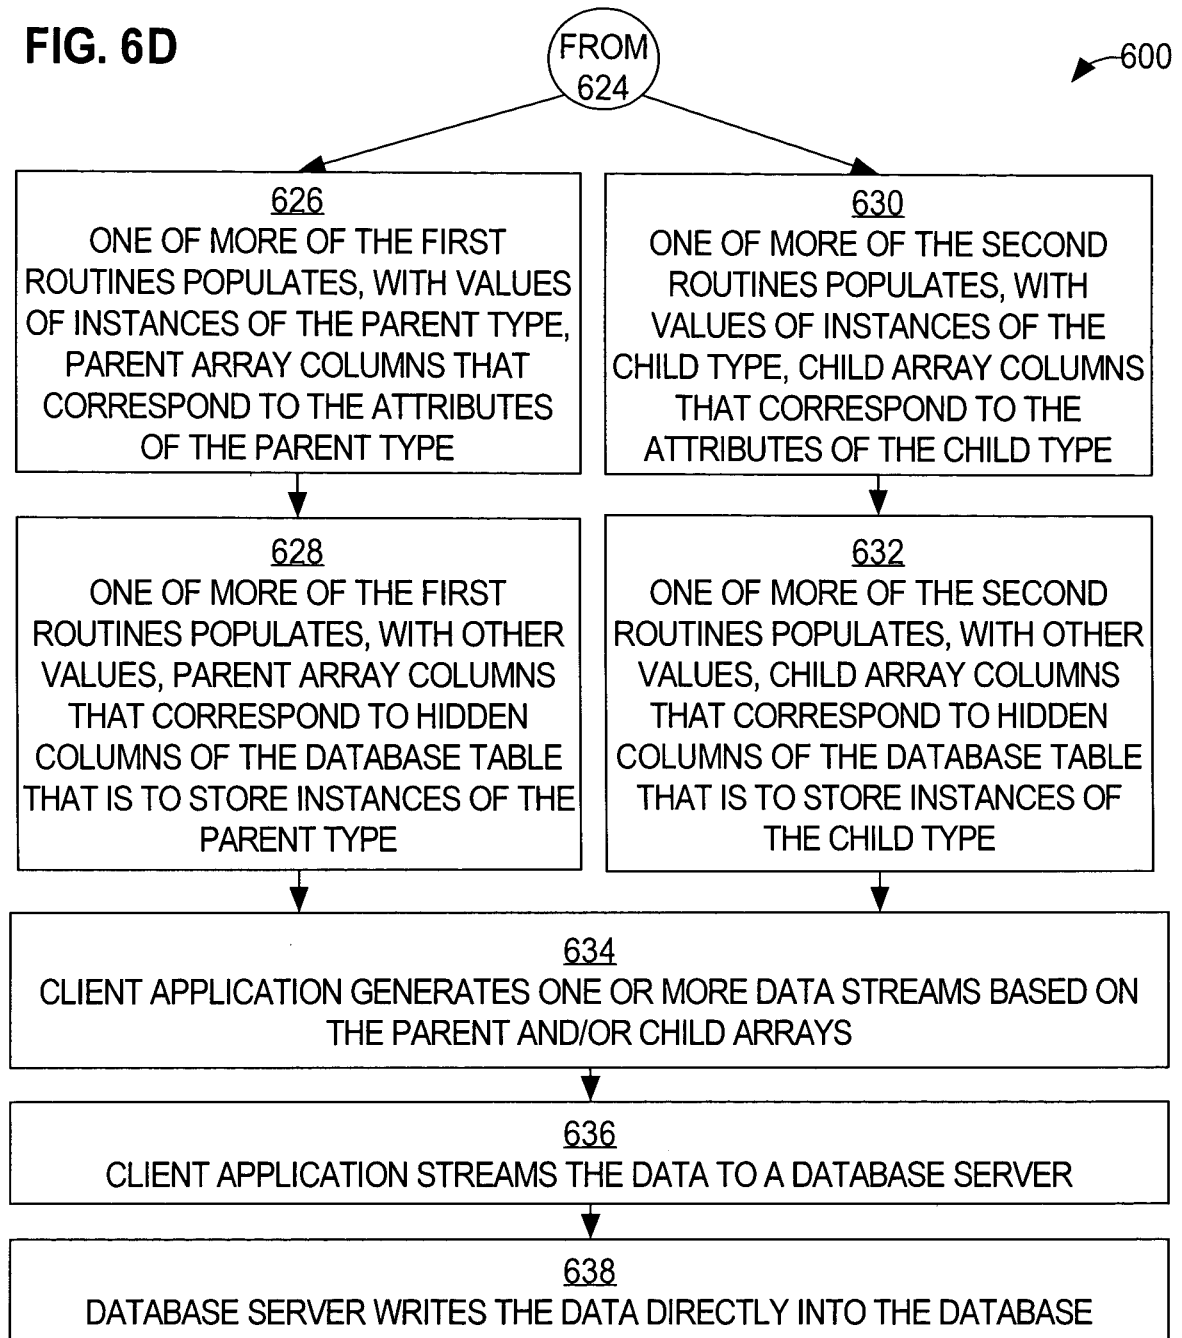 FIG. 6D
FROM
624
600
626
ONE OF MORE OF THE FIRST
ROUTINES POPULATES, WITH VALUES
OF INSTANCES OF THE PARENT TYPE,
PARENT ARRAY COLUMNS THAT
CORRESPOND TO THE ATTRIBUTES
OF THE PARENT TYPE
630
ONE OF MORE OF THE SECOND
ROUTINES POPULATES, WITH
VALUES OF INSTANCES OF THE
CHILD TYPE, CHILD ARRAY COLUMNS
THAT CORRESPOND TO THE
ATTRIBUTES OF THE CHILD TYPE
628
ONE OF MORE OF THE FIRST
ROUTINES POPULATES, WITH OTHER
VALUES, PARENT ARRAY COLUMNS
THAT CORRESPOND TO HIDDEN
COLUMNS OF THE DATABASE TABLE
THAT IS TO STORE INSTANCES OF THE
PARENT TYPE
632
ONE OF MORE OF THE SECOND
ROUTINES POPULATES, WITH OTHER
VALUES, CHILD ARRAY COLUMNS
THAT CORRESPOND TO HIDDEN
COLUMNS OF THE DATABASE TABLE
THAT IS TO STORE INSTANCES OF
THE CHILD TYPE
634
CLIENT APPLICATION GENERATES ONE OR MORE DATA STREAMS BASED ON
THE PARENT AND/OR CHILD ARRAYS
636
CLIENT APPLICATION STREAMS THE DATA TO A DATABASE SERVER
638
DATABASE SERVER WRITES THE DATA DIRECTLY INTO THE DATABASE